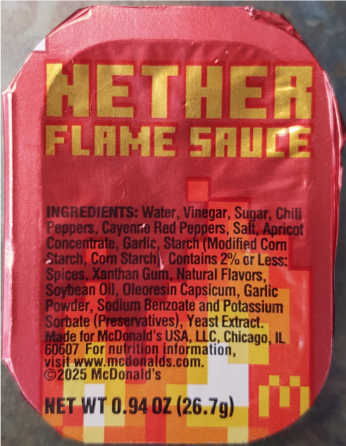 NETHER
FLAME SAUCE
INGREDIENTS: Water, Vinegar, Sugar, Chili
Peppers, Cayenne Red Peppers, Salt, Apricot
Concentrate, Garlic, Starch (Modified Corn
Starch, Corn Starch). Contains 2% or Less:
Spices, Xanthan Gum, Natural Flavors,
Soybean Oil, Oleoresin Capsicum, Garlic
Powder, Sodium Benzoate and Potassium
Sorbate (Preservatives), Yeast Extract.
Made for McDonald's USA, LLC, Chicago, IL
60607 For nutrition information,
visit www.mcdonalds.com.
©2025 McDonald's
NET WT 0.94 OZ (26.7g)